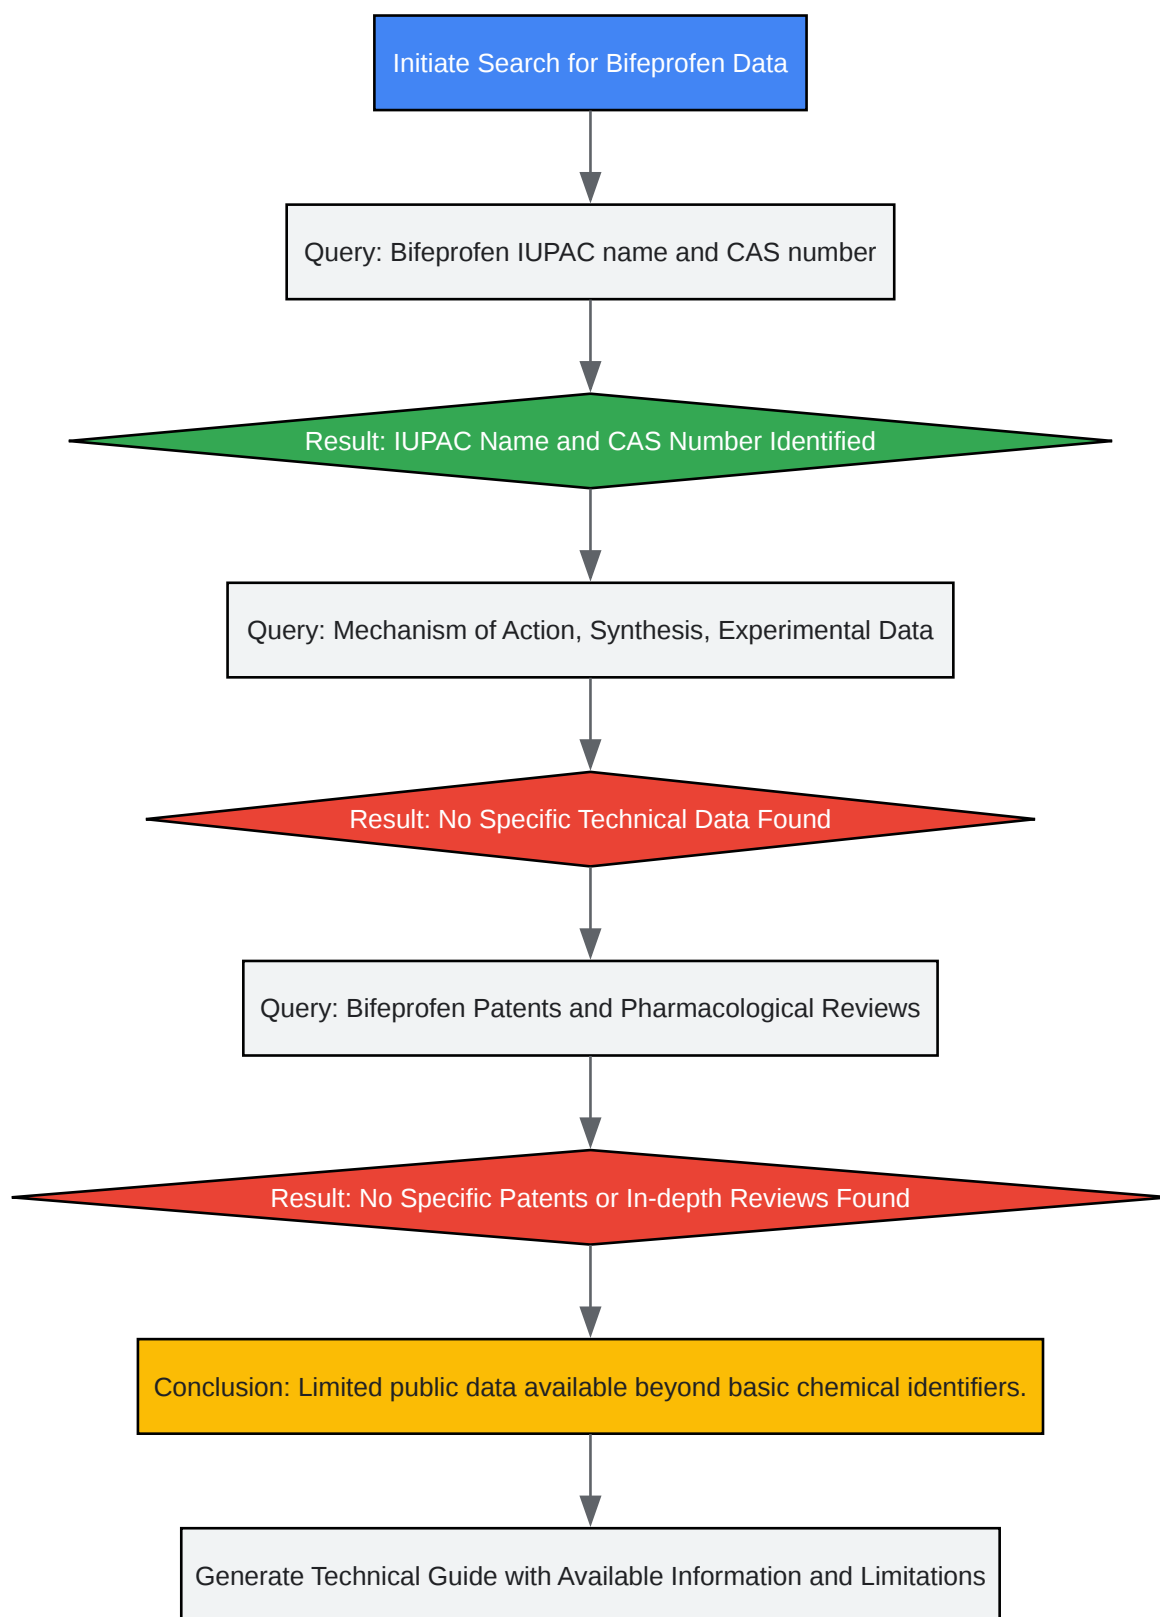 Initiate Search for Bifeprofen Data
Query: Bifeprofen IUPAC name and CAS number
Result: IUPAC Name and CAS Number Identified
Query: Mechanism of Action, Synthesis, Experimental Data
Result: No Specific Technical Data Found
Query: Bifeprofen Patents and Pharmacological Reviews
Result: No Specific Patents or In-depth Reviews Found
Conclusion: Limited public data available beyond basic chemical identifiers.
Generate Technical Guide with Available Information and Limitations